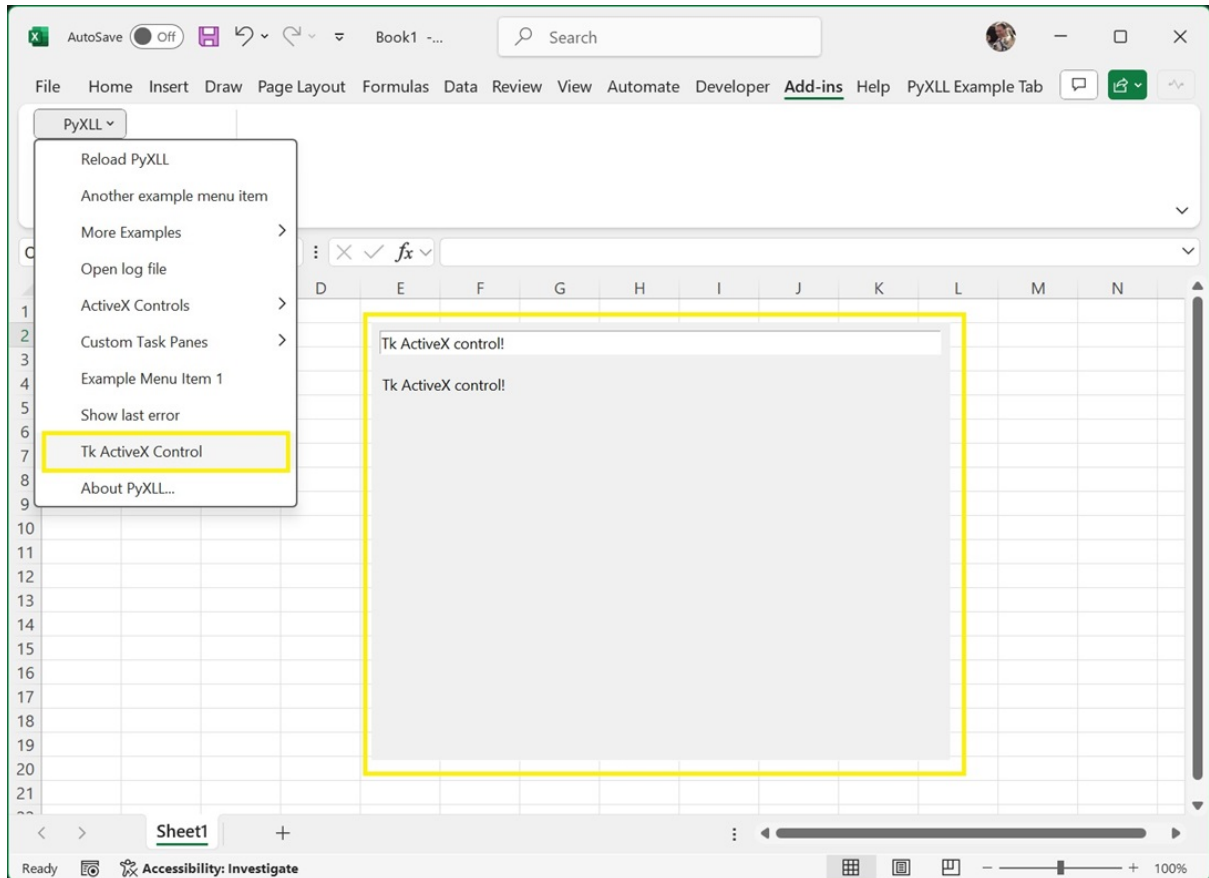 AutoSave Off Book1 -... Search
File Home Insert Draw Page Layout Formulas Data Review View Automate Developer Add-ins Help PyXLL Example Tab
PyXLL
Reload PyXLL
Another example menu item
More Examples
Open log file
ActiveX Controls
Custom Task Panes
Example Menu Item 1
Show last error
Tk ActiveX Control
About PyXLL...
fx
D E F G H I J K L M N
1
2
3
4
5
6
7
8
9
10
11
12
13
14
15
16
17
18
19
20
21
Tk ActiveX control!
Tk ActiveX control!
Sheet1
Ready Accessibility: Investigate 100%